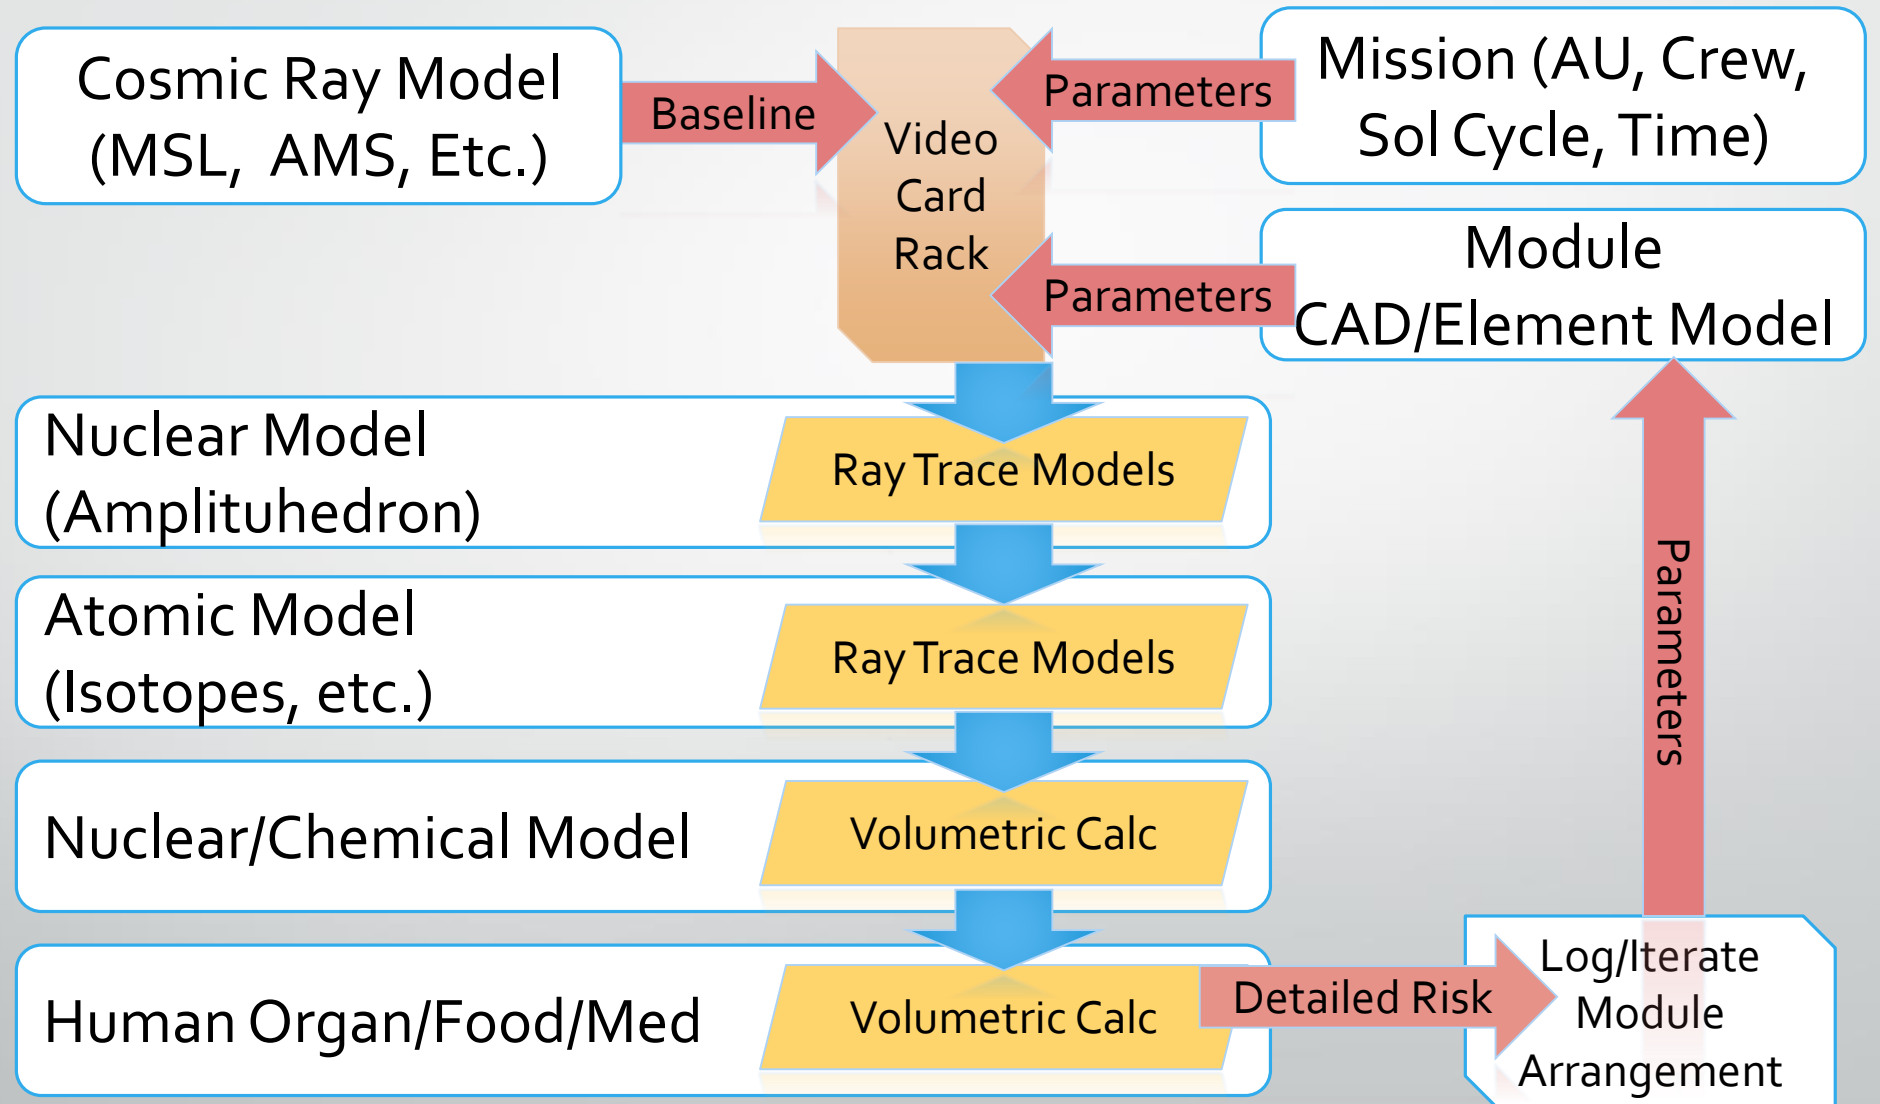 Cosmic Ray Model
(MSL, AMS, Etc.)
Baseline
Video
Card
Rack
Parameters
Mission (AU, Crew,
Sol Cycle, Time)
Parameters
Module
CAD/Element Model
Nuclear Model
(Amplituhedron)
Ray Trace Models
Atomic Model
(Isotopes, etc.)
Ray Trace Models
Parameters
Nuclear/Chemical Model
Volumetric Calc
Human Organ/Food/Med
Volumetric Calc
Detailed Risk
Log/Iterate
Module
Arrangement